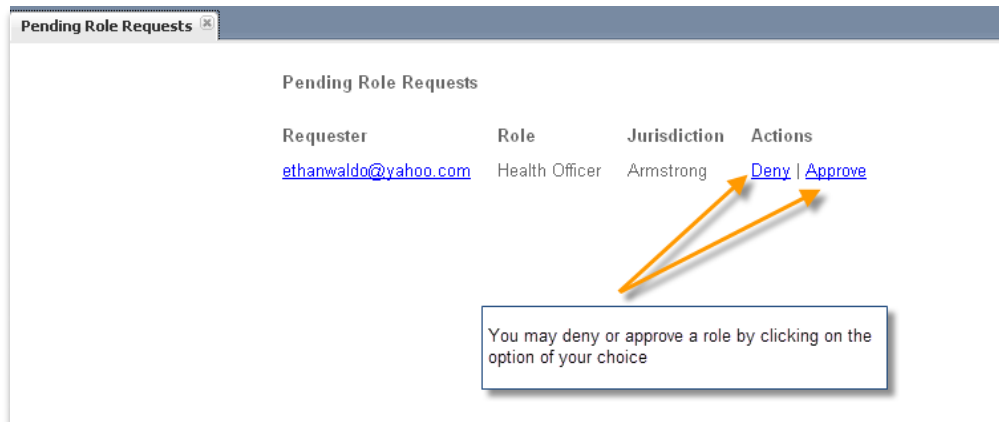 Pending Role Requests
Pending Role Requests
Requester Role Jurisdiction Actions
ethanwaldo@yahoo.com Health Officer Armstrong Deny | Approve
You may deny or approve a role by clicking on the
option of your choice